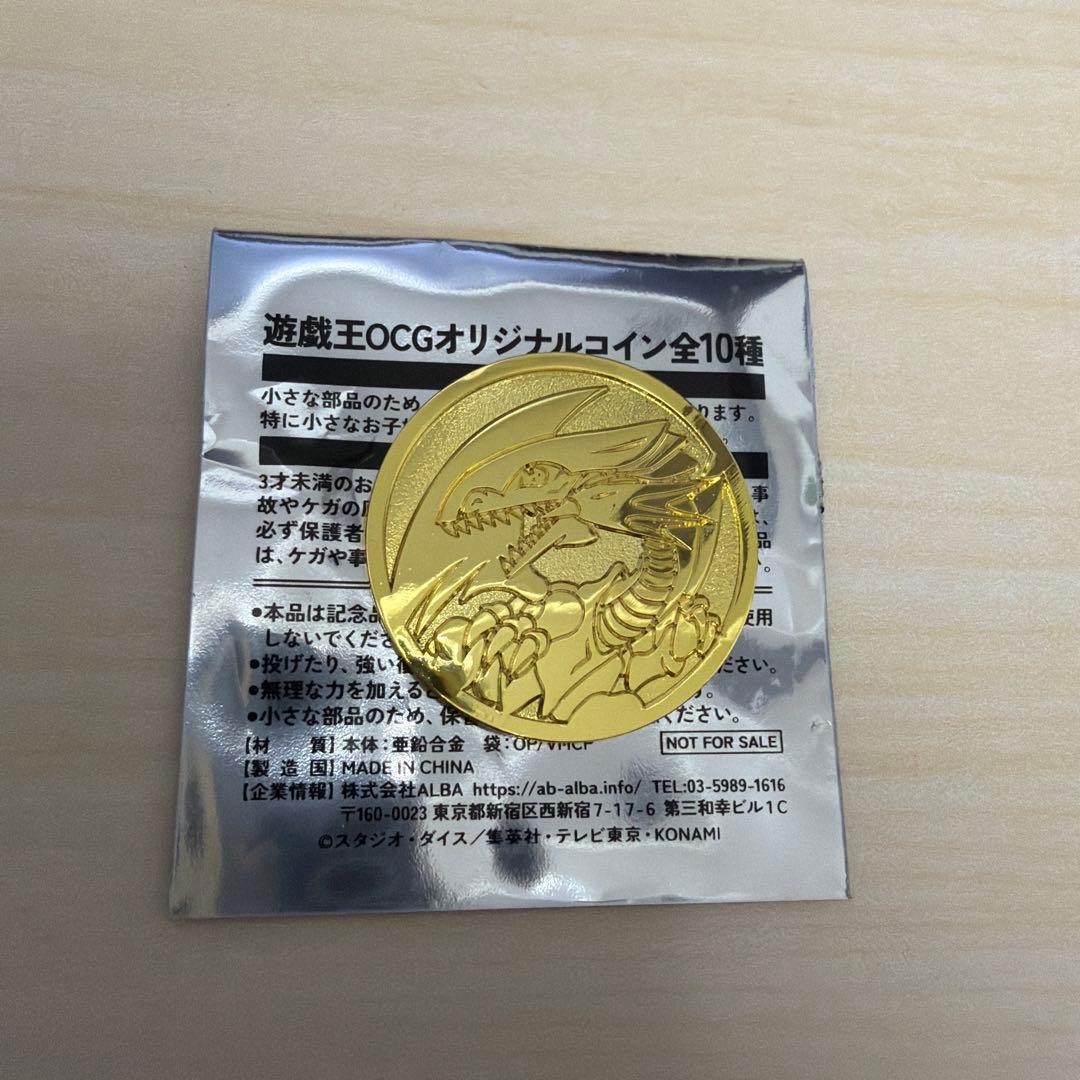 遊戯王OCGオリジナルコイン全10種
小さな部品のため ります。
特に小さなお子
3才未満のお 事
故やケガの 、
必ず保護者 品
は、ケガや事 。
●本品は記念品 使用
しないでくださ
●投げたり、強い ださい。
●無理な力を加える す。
●小さな部品のため、保管 ください。
【材 質】本体：亜鉛合金 袋：OP/VMCP NOT FOR SALE
【製造国】MADE IN CHINA
【企業情報】株式会社ALBA https://ab-alba.info/ TEL:03-5989-1616
〒160-0023 東京都新宿区西新宿7-17-6 第三和幸ビル1C
©スタジオ・ダイス／集英社・テレビ東京・KONAMI